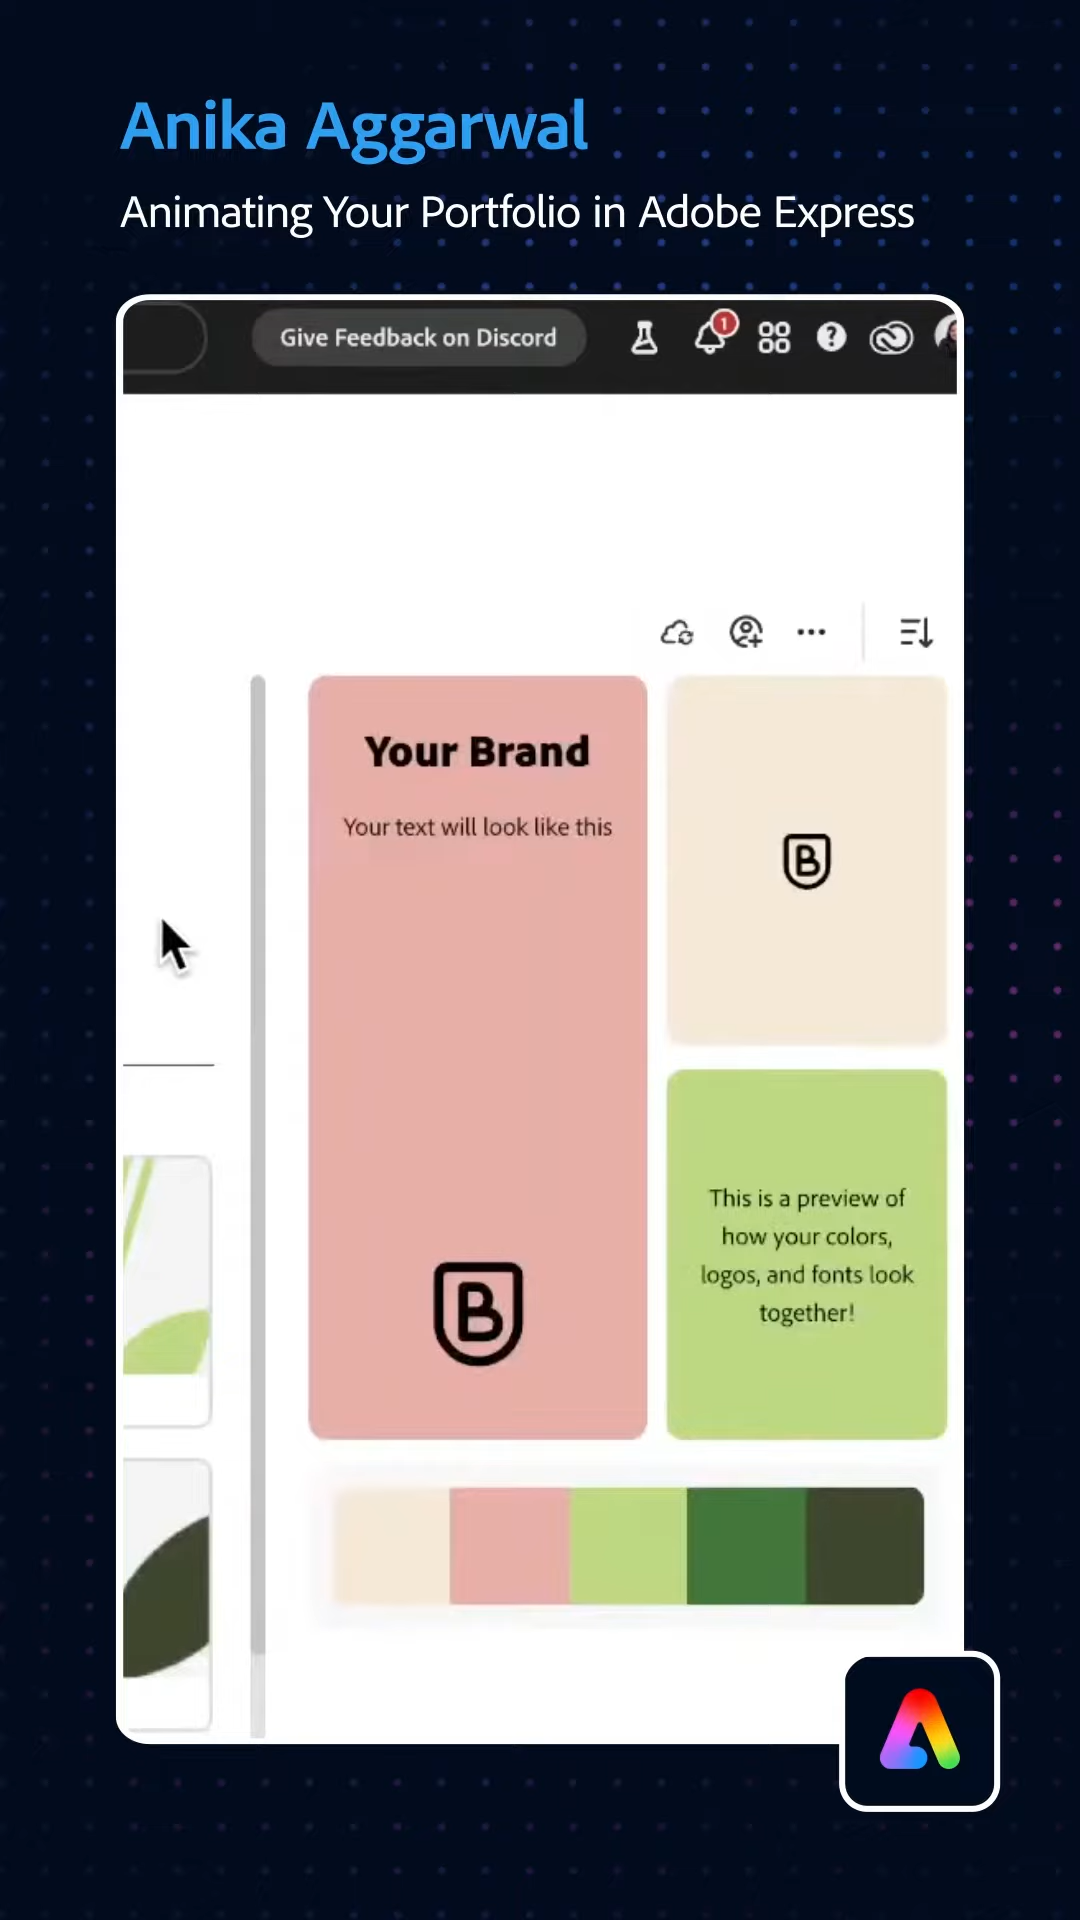 Anika Aggarwal
Animating Your Portfolio in Adobe Express
Give Feedback on Discord
1
Your Brand
Your text will look like this
B
B
This is a preview of
how your colors,
logos, and fonts look
together!